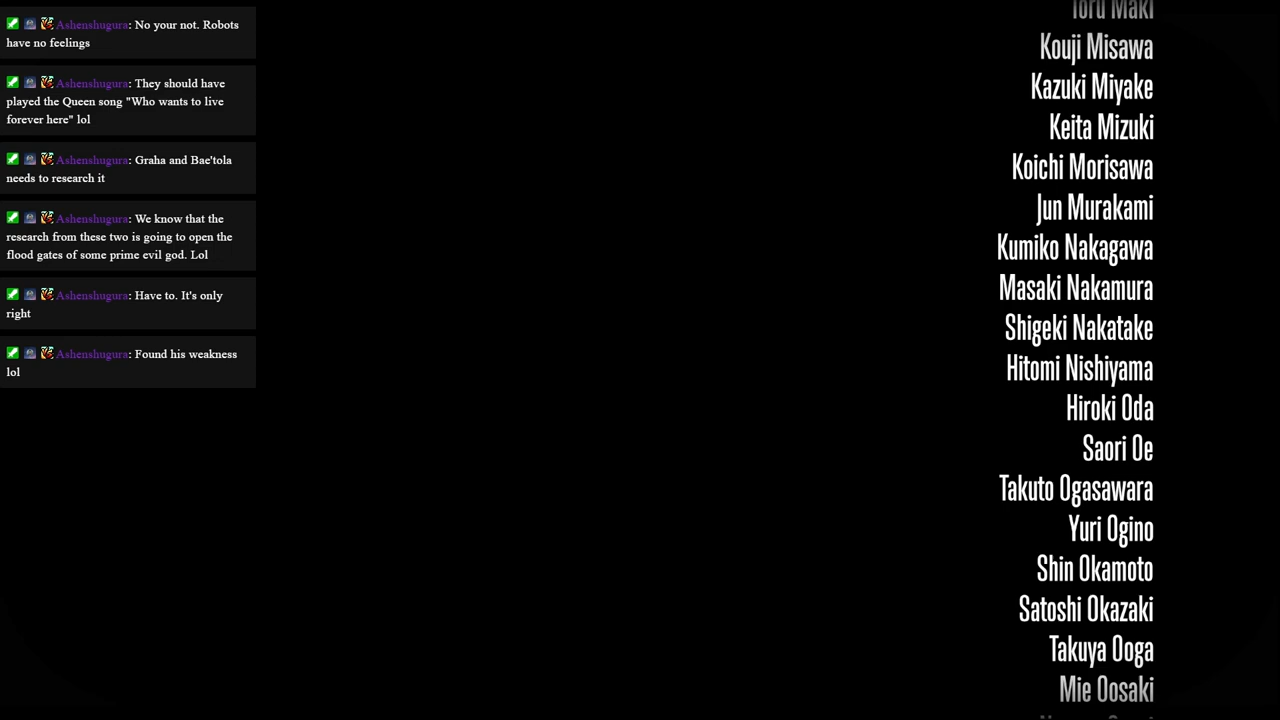 Ashenshugura: No your not. Robots
have no feelings
Ashenshugura: They should have
played the Queen song "Who wants to live
forever here" lol
Ashenshugura: Graha and Bae'tola
needs to research it
Ashenshugura: We know that the
research from these two is going to open the
flood gates of some prime evil god. Lol
Ashenshugura: Have to. It's only
right
Ashenshugura: Found his weakness
lol
Toru Maki
Kouji Misawa
Kazuki Miyake
Keita Mizuki
Koichi Morisawa
Jun Murakami
Kumiko Nakagawa
Masaki Nakamura
Shigeki Nakatake
Hitomi Nishiyama
Hiroki Oda
Saori Oe
Takuto Ogasawara
Yuri Ogino
Shin Okamoto
Satoshi Okazaki
Takuya Ooga
Mie Oosaki